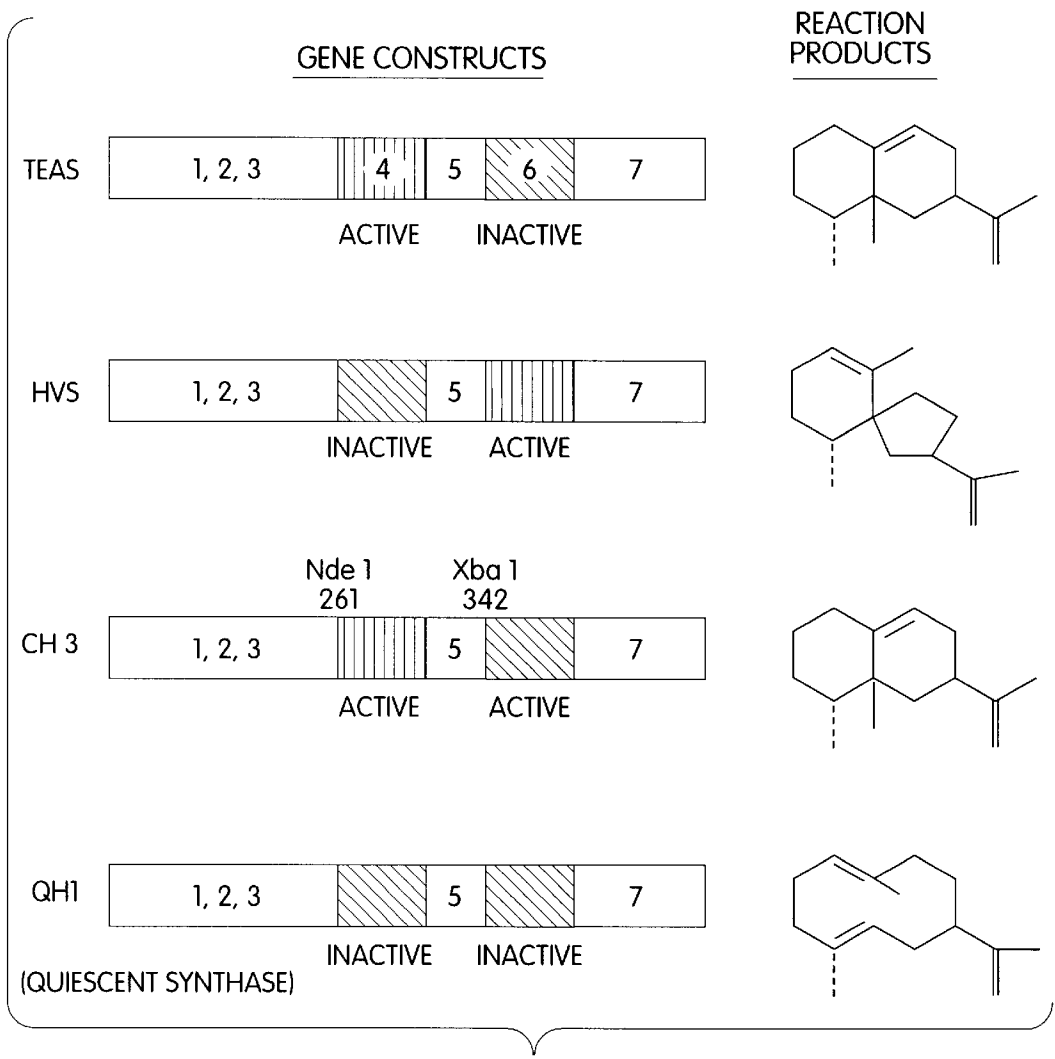 GENE CONSTRUCTS
REACTION
PRODUCTS
TEAS
1, 2, 3
4
5
6
7
ACTIVE
INACTIVE
HVS
1, 2, 3
5
7
INACTIVE
ACTIVE
Nde 1
261
Xba 1
342
CH 3
1, 2, 3
5
7
ACTIVE
ACTIVE
QH1
1, 2, 3
5
7
INACTIVE
INACTIVE
(QUIESCENT SYNTHASE)